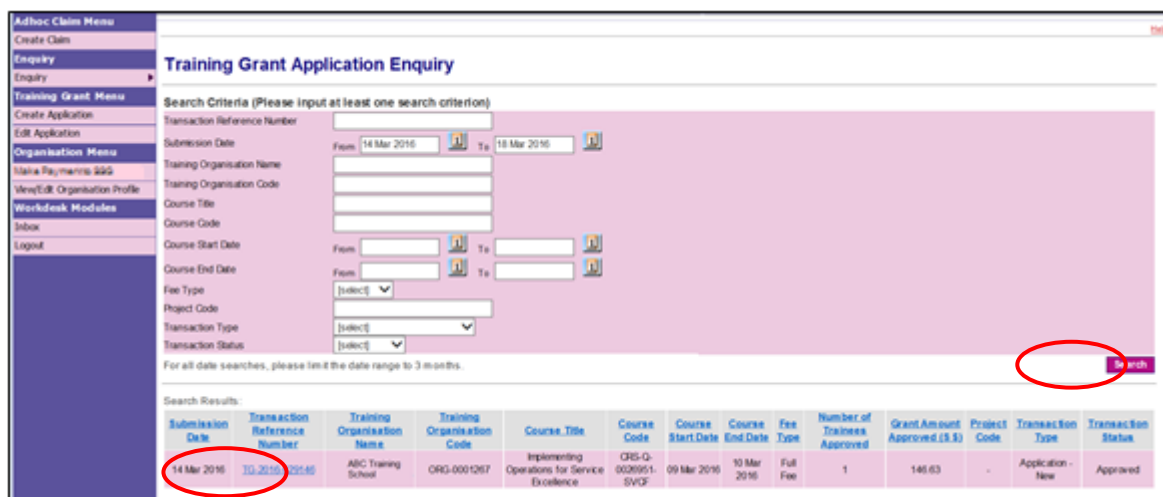 Adhoc Claim Menu
Create Claim
Enquiry
Enquiry
Training Grant Menu
Create Application
Edit Application
Organisation Menu
View/Edit Organisation Profile
Workdesk Modules
Inbox
Logout
Training Grant Application Enquiry
Search Criteria (Please input at least one search criterion)
Transaction Reference Number
Submission Date From 14 Mar 2016 To 18 Mar 2016
Training Organisation Name
Training Organisation Code
Course Title
Course Code
Course Start Date From To
Course End Date From To
Fee Type [select]
Project Code
Transaction Type [select]
Transaction Status [select]
For all date searches, please limit the date range to 3 months.
Search
Search Results:
Submission Date Transaction Reference Number Training Organisation Name Training Organisation Code Course Title Course Code Course Start Date Course End Date Fee Type Number of Trainees Approved Grant Amount Approved (S $) Project Code Transaction Type Transaction Status
14 Mar 2016 ABC Training School ORG-0001267 Implementing Operations for Service Excellence CRS-Q-0026951-SVCF 09 Mar 2016 10 Mar 2016 Full Fee 1 146.63 - Application - New Approved